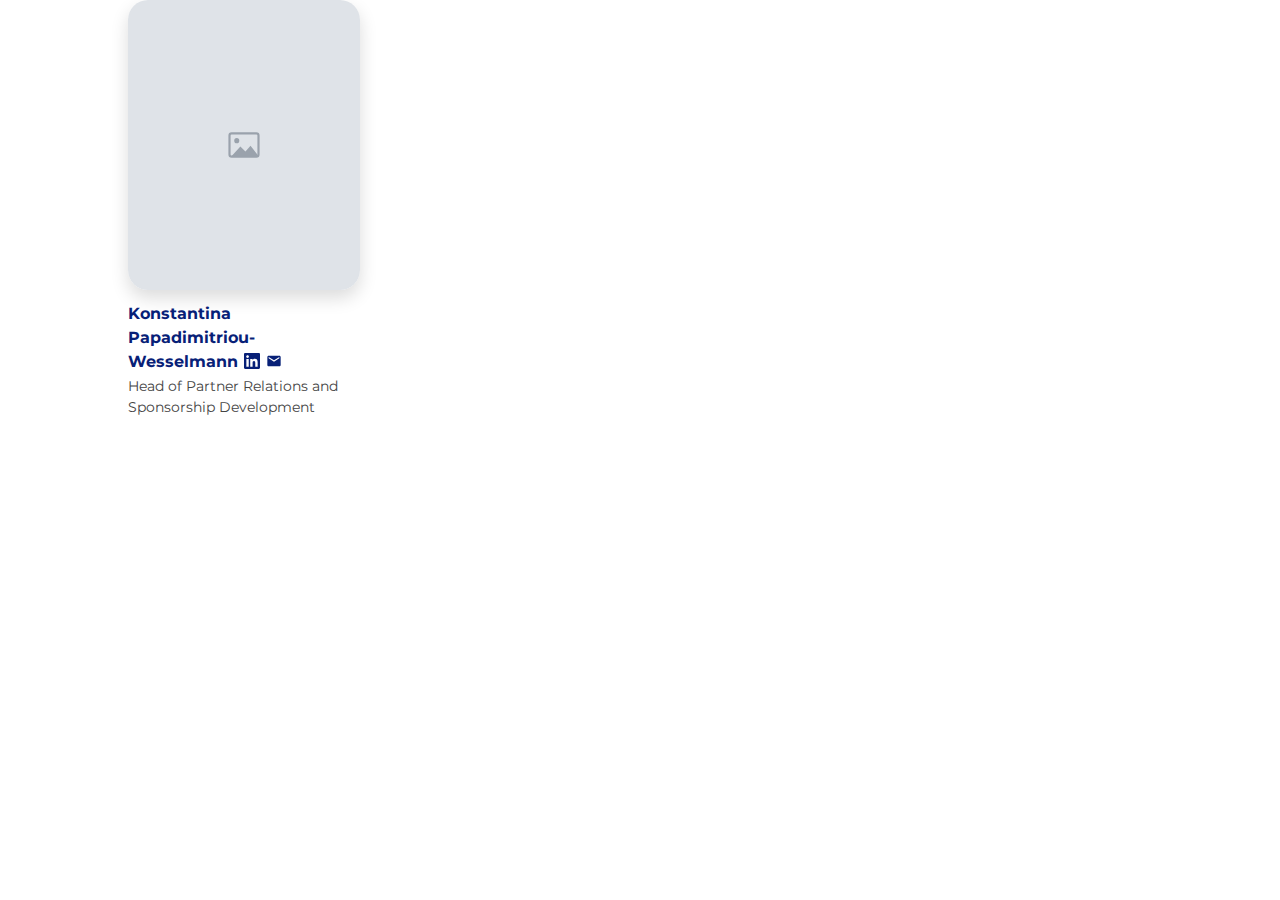 Konstantina
Papadimitriou-
Wesselmann
Head of Partner Relations and
Sponsorship Development